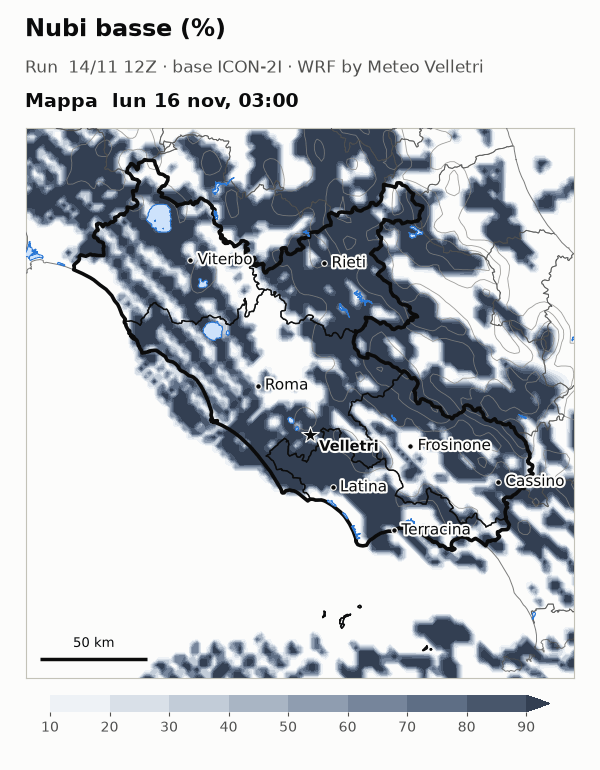 Nubi basse (%)
Run  14/11 12Z · base ICON-2I · WRF by Meteo Velletri
Mappa  lun 16 nov, 03:00
Viterbo
Rieti
Roma
Velletri
Frosinone
Latina
Cassino
Terracina
50 km
10 20 30 40 50 60 70 80 90